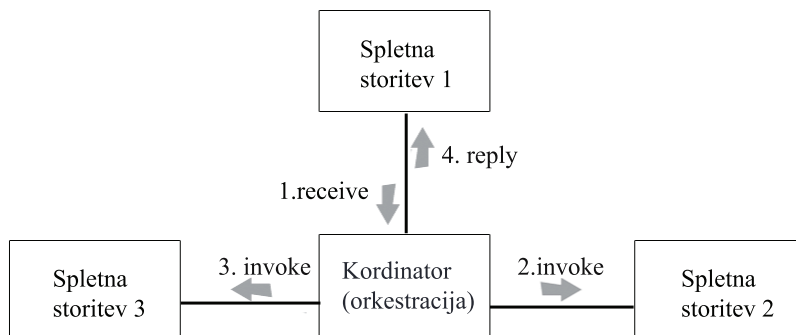 Spletna
storitev 1
4. reply
1.receive
3. invoke
Kordinator
(orkestracija)
2.invoke
Spletna
storitev 3
Spletna
storitev 2